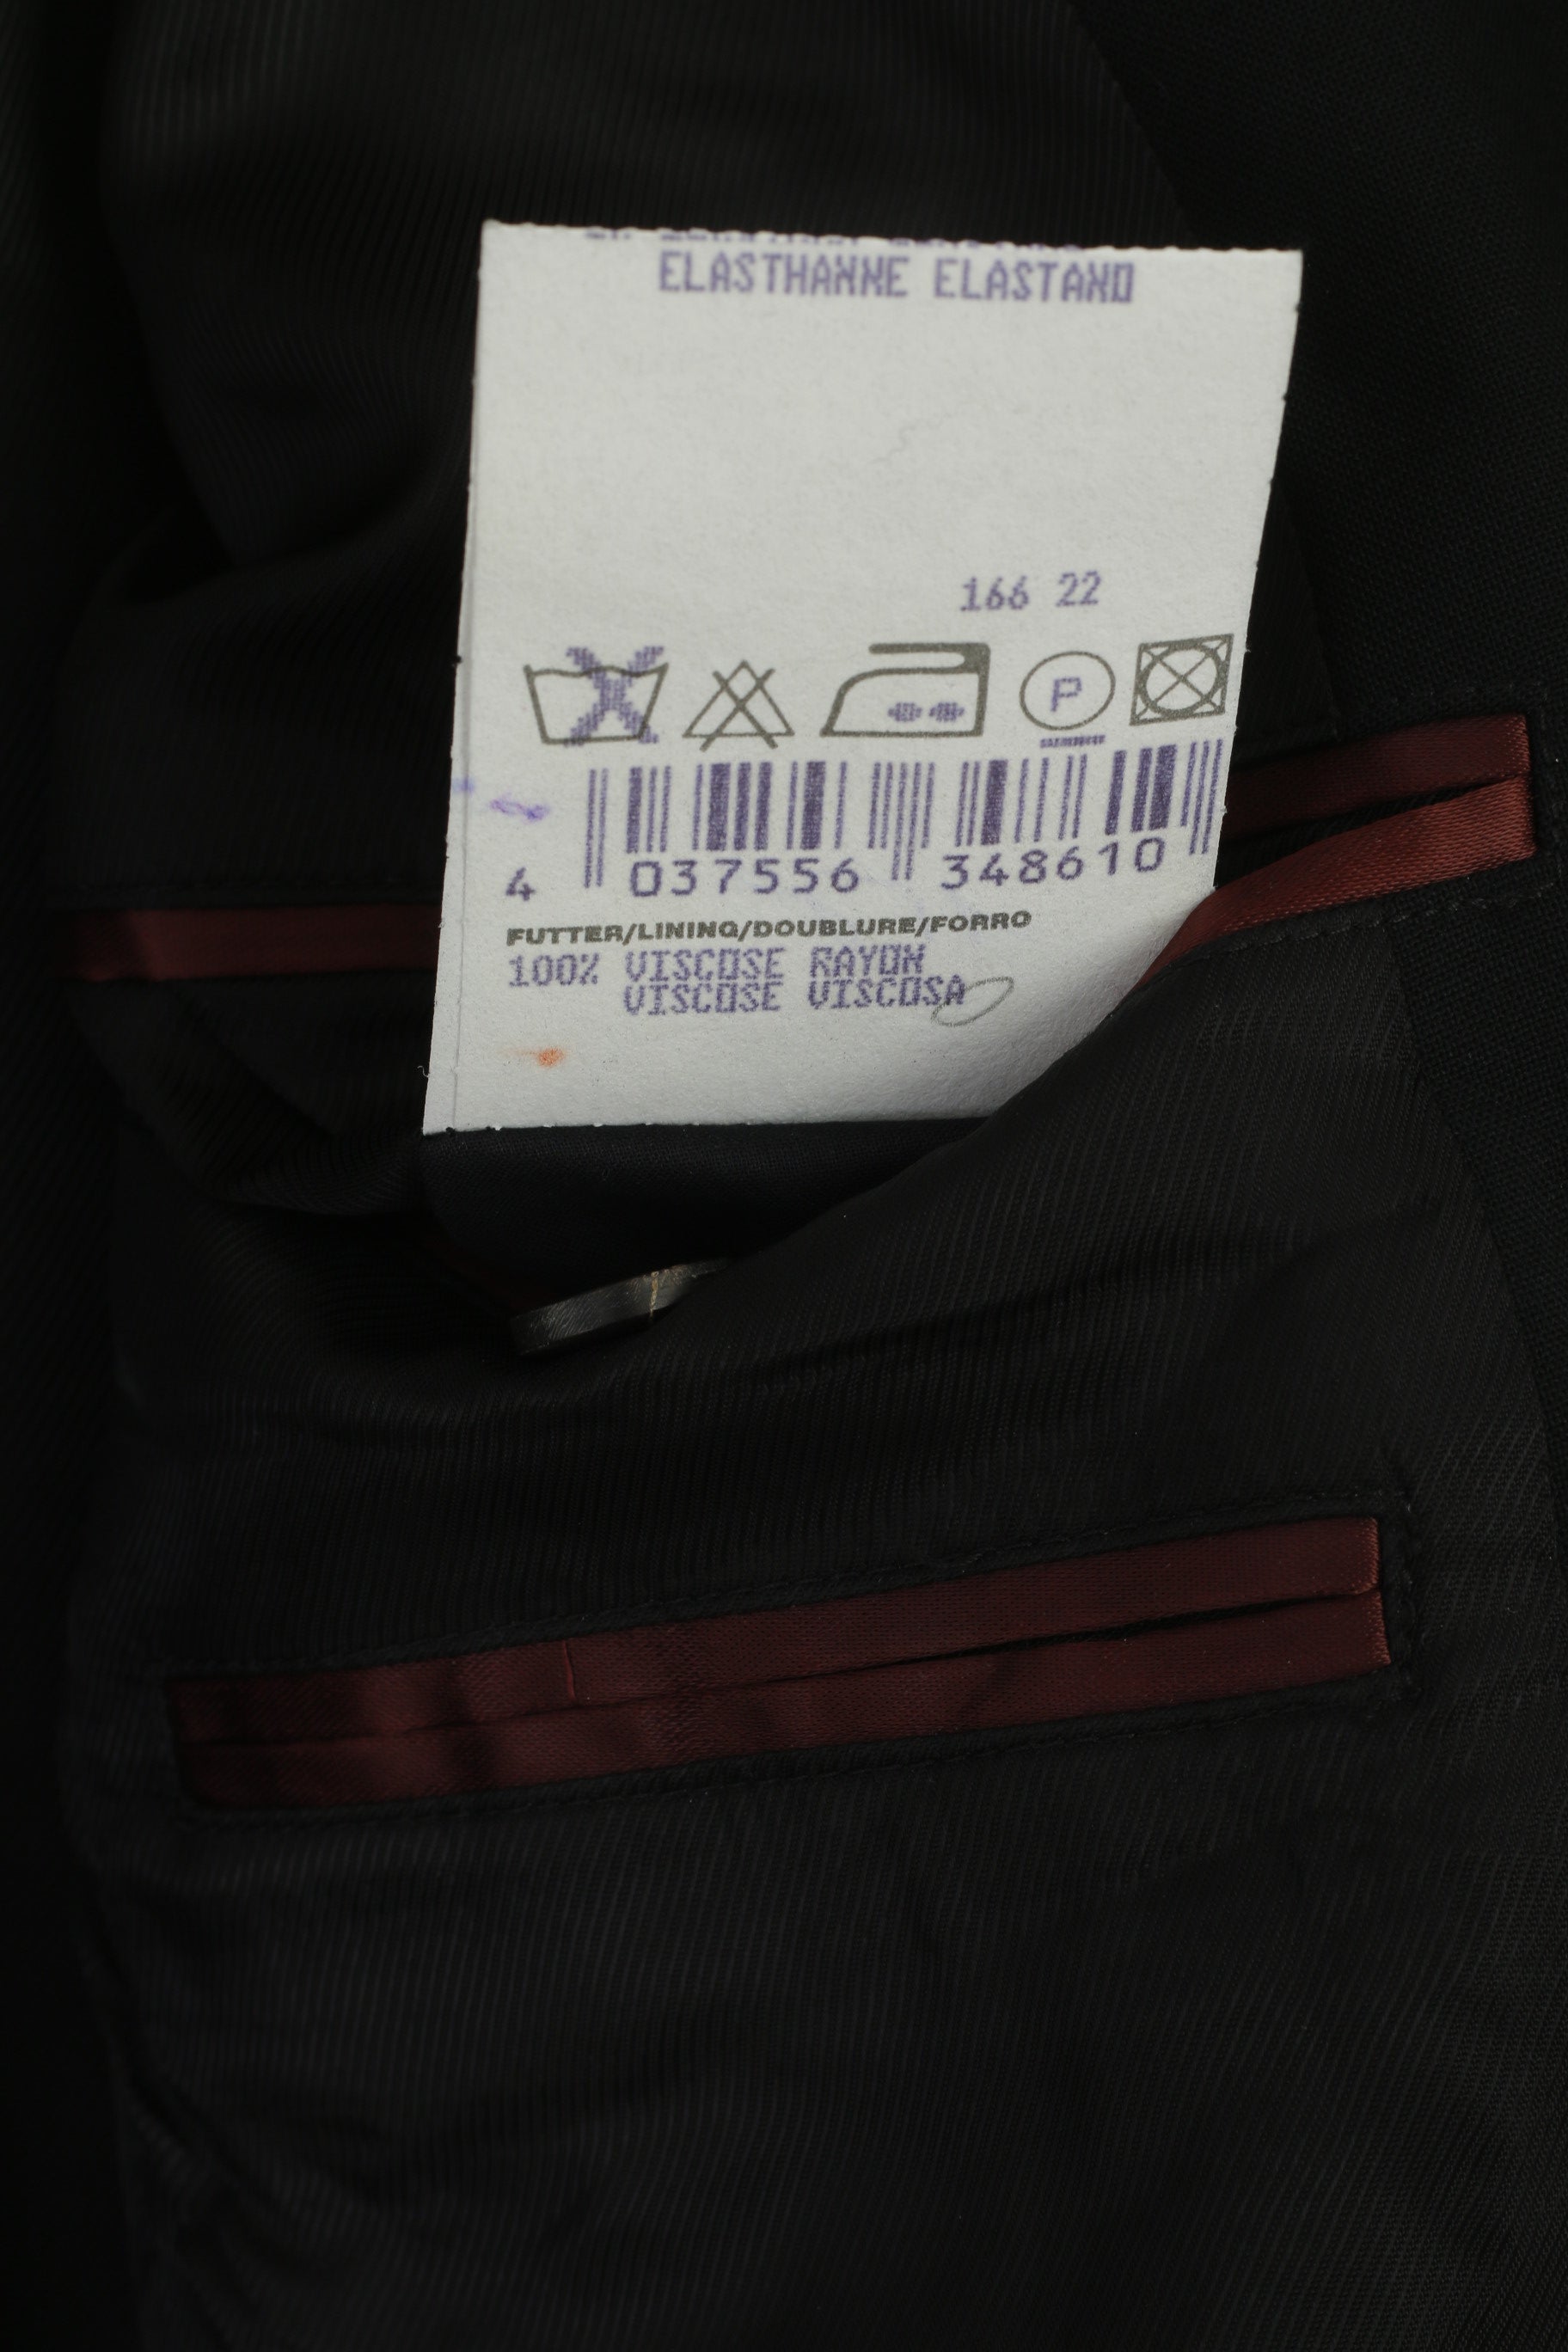 ELASTHANNE ELASTANO
166 22
P
4 037556 348610
FUTTER/LINING/DOUBLURE/FORRO
100% VISCOSE RAYON
VISCOSE VISCOSA